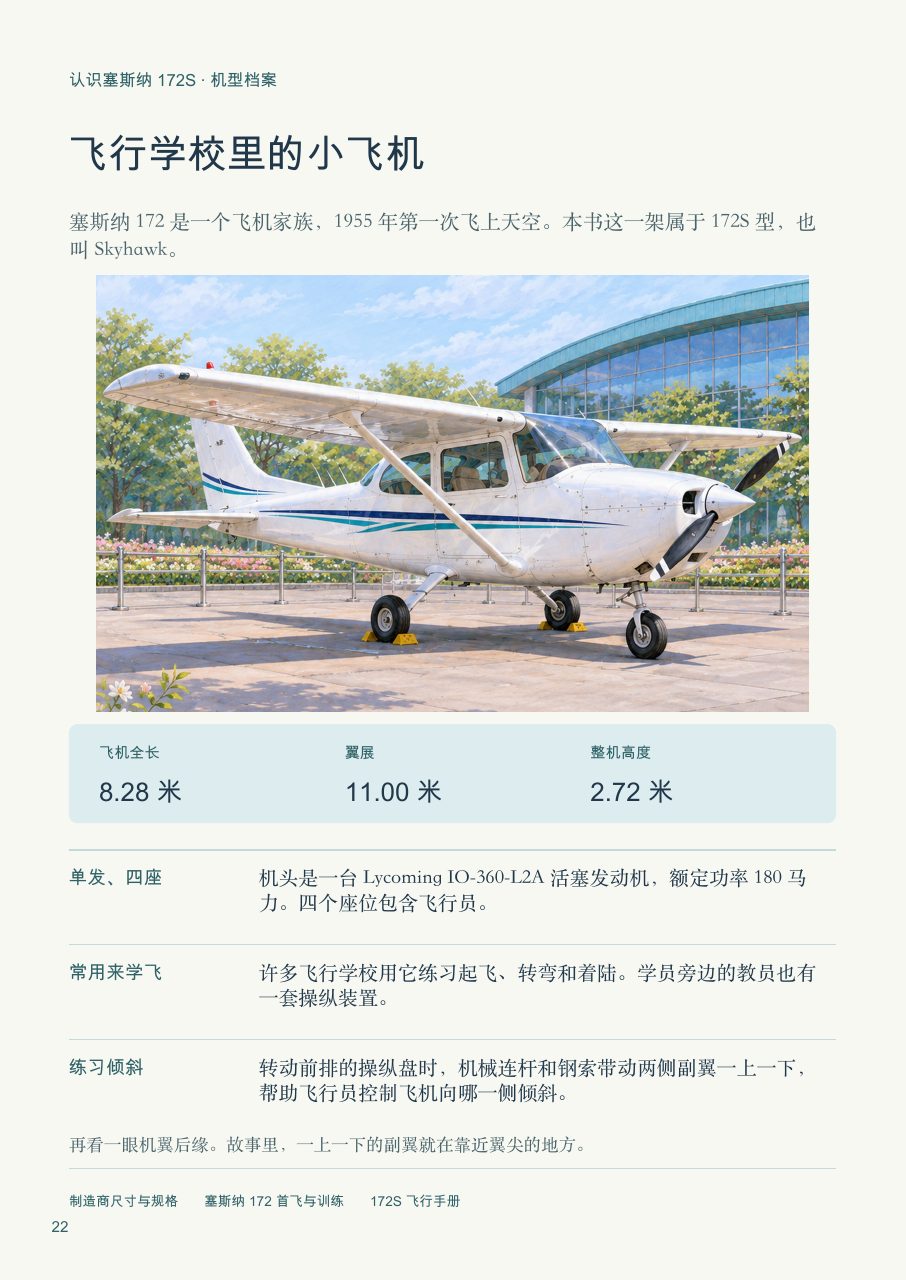 认识塞斯纳 172S · 机型档案
飞行学校里的小飞机
塞斯纳 172 是一个飞机家族，1955 年第一次飞上天空。本书这一架属于 172S 型，也
叫 Skyhawk。
飞机全长
翼展
整机高度
8.28 米
11.00 米
2.72 米
单发、四座
机头是一台 Lycoming IO-360-L2A 活塞发动机，额定功率 180 马
力。四个座位包含飞行员。
常用来学飞
许多飞行学校用它练习起飞、转弯和着陆。学员旁边的教员也有
一套操纵装置。
练习倾斜
转动前排的操纵盘时，机械连杆和钢索带动两侧副翼一上一下，
帮助飞行员控制飞机向哪一侧倾斜。
再看一眼机翼后缘。故事里，一上一下的副翼就在靠近翼尖的地方。
制造商尺寸与规格 塞斯纳 172 首飞与训练 172S 飞行手册
22